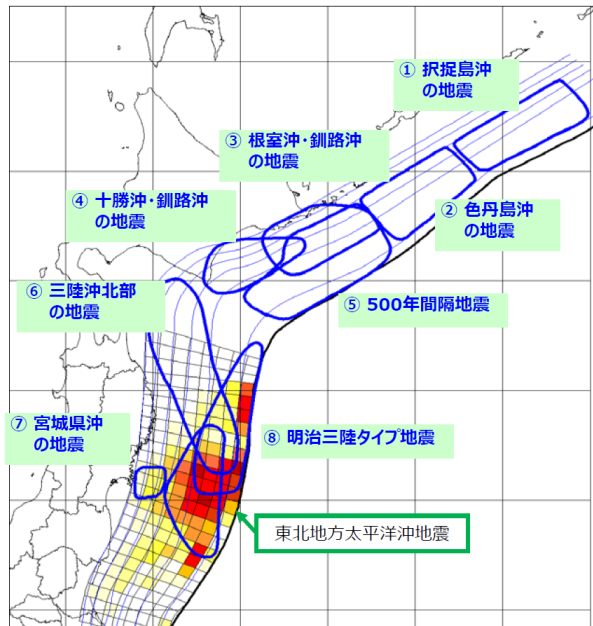 ① 択捉島沖
の地震
③ 根室沖・釧路沖
の地震
④ 十勝沖・釧路沖
の地震
② 色丹島沖
の地震
⑥ 三陸沖北部
の地震
⑤ 500年間隔地震
⑦ 宮城県沖
の地震
⑧ 明治三陸タイプ地震
東北地方太平洋沖地震